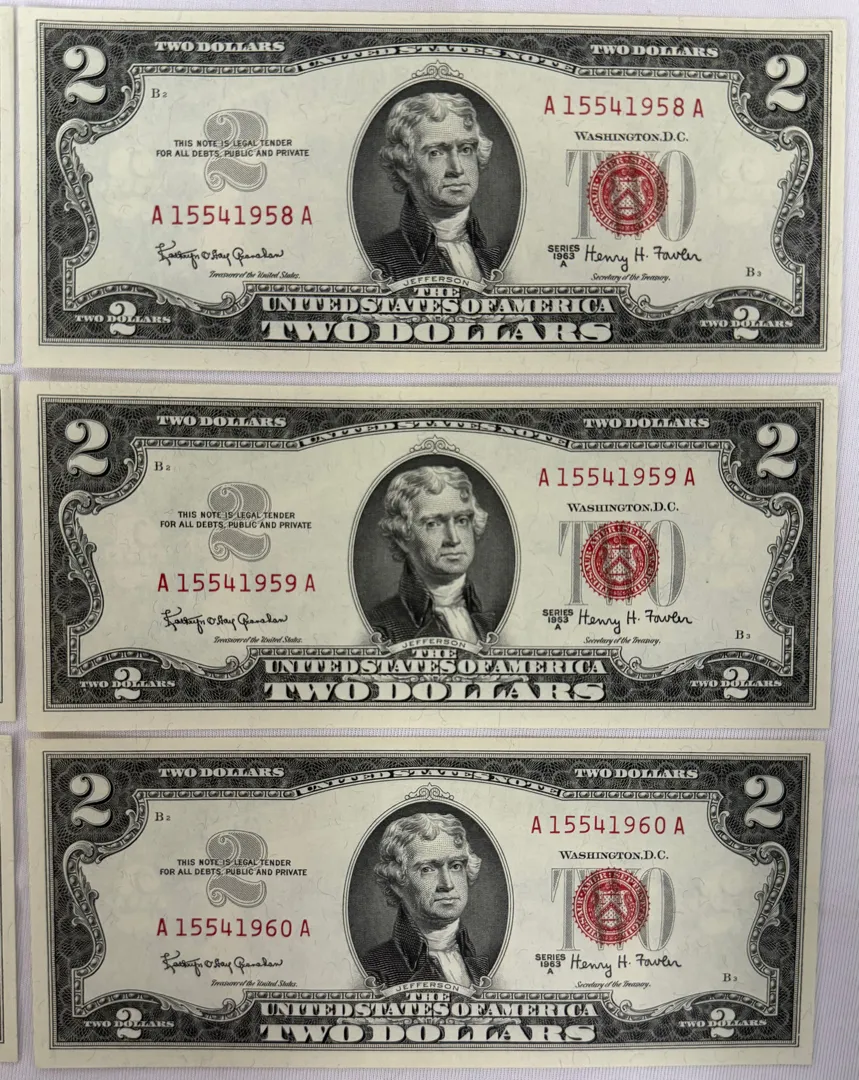 2 TWO DOLLARS UNITED STATES NOTE TWO DOLLARS 2
B2
A 15541958 A
WASHINGTON, D.C.
2
TWO
THIS NOTE IS LEGAL TENDER
FOR ALL DEBTS, PUBLIC AND PRIVATE
A 15541958 A
SERIES
1963
A
Henry H. Fowler
Treasurer of the United States.
Secretary of the Treasury.
B3
JEFFERSON
THE
UNITED STATES OF AMERICA
TWO DOLLARS
TWO DOLLARS
2
TWO DOLLARS
2
2 TWO DOLLARS UNITED STATES NOTE TWO DOLLARS 2
B2
A 15541959 A
WASHINGTON, D.C.
2
TWO
THIS NOTE IS LEGAL TENDER
FOR ALL DEBTS, PUBLIC AND PRIVATE
A 15541959 A
SERIES
1963
A
Henry H. Fowler
Treasurer of the United States.
Secretary of the Treasury.
B3
JEFFERSON
THE
UNITED STATES OF AMERICA
TWO DOLLARS
TWO DOLLARS
2
TWO DOLLARS
2
2 TWO DOLLARS UNITED STATES NOTE TWO DOLLARS 2
B2
A 15541960 A
WASHINGTON, D.C.
2
TWO
THIS NOTE IS LEGAL TENDER
FOR ALL DEBTS, PUBLIC AND PRIVATE
A 15541960 A
SERIES
1963
A
Henry H. Fowler
Treasurer of the United States.
Secretary of the Treasury.
B3
JEFFERSON
THE
UNITED STATES OF AMERICA
TWO DOLLARS
TWO DOLLARS
2
TWO DOLLARS
2